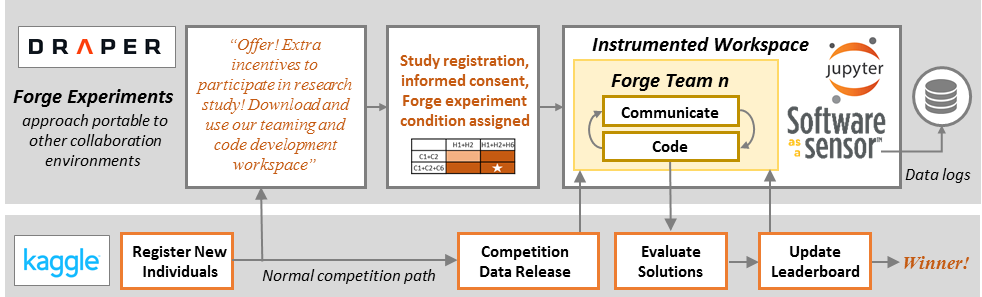 DRAPER
Forge Experiments
approach portable to
other collaboration
environments
“Offer! Extra
incentives to
participate in research
study! Download and
use our teaming and
code development
workspace”
Study registration,
informed consent,
Forge experiment
condition assigned
H1+H2 H1+H2+H6
C1+C2
C1+C2+C6
Instrumented Workspace
Forge Team n
Communicate
Code
jupyter
Software
as a
sensor™
Data logs
kaggle
Register New
Individuals
Normal competition path
Competition
Data Release
Evaluate
Solutions
Update
Leaderboard
Winner!